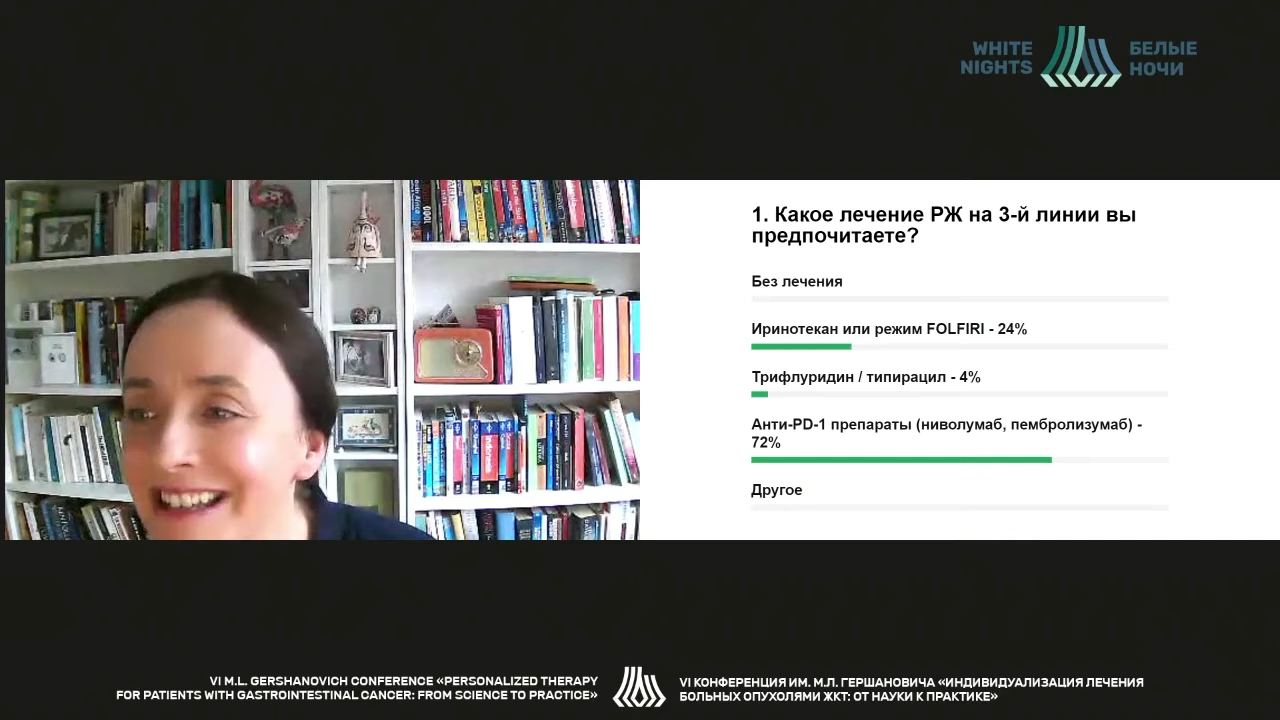 WHITE
NIGHTS
БЕЛЫЕ
НОЧИ
1. Какое лечение РЖ на 3-й линии вы
предпочитаете?
Без лечения
Иринотекан или режим FOLFIRI - 24%
Трифлуридин / типирацил - 4%
Анти-PD-1 препараты (ниволумаб, пембролизумаб) -
72%
Другое
VI M.L. GERSHANOVICH CONFERENCE «PERSONALIZED THERAPY
FOR PATIENTS WITH GASTROINTESTINAL CANCER: FROM SCIENCE TO PRACTICE»
VI КОНФЕРЕНЦИЯ ИМ. М.Л. ГЕРШАНОВИЧА «ИНДИВИДУАЛИЗАЦИЯ ЛЕЧЕНИЯ
БОЛЬНЫХ ОПУХОЛЯМИ ЖКТ: ОТ НАУКИ К ПРАКТИКЕ»